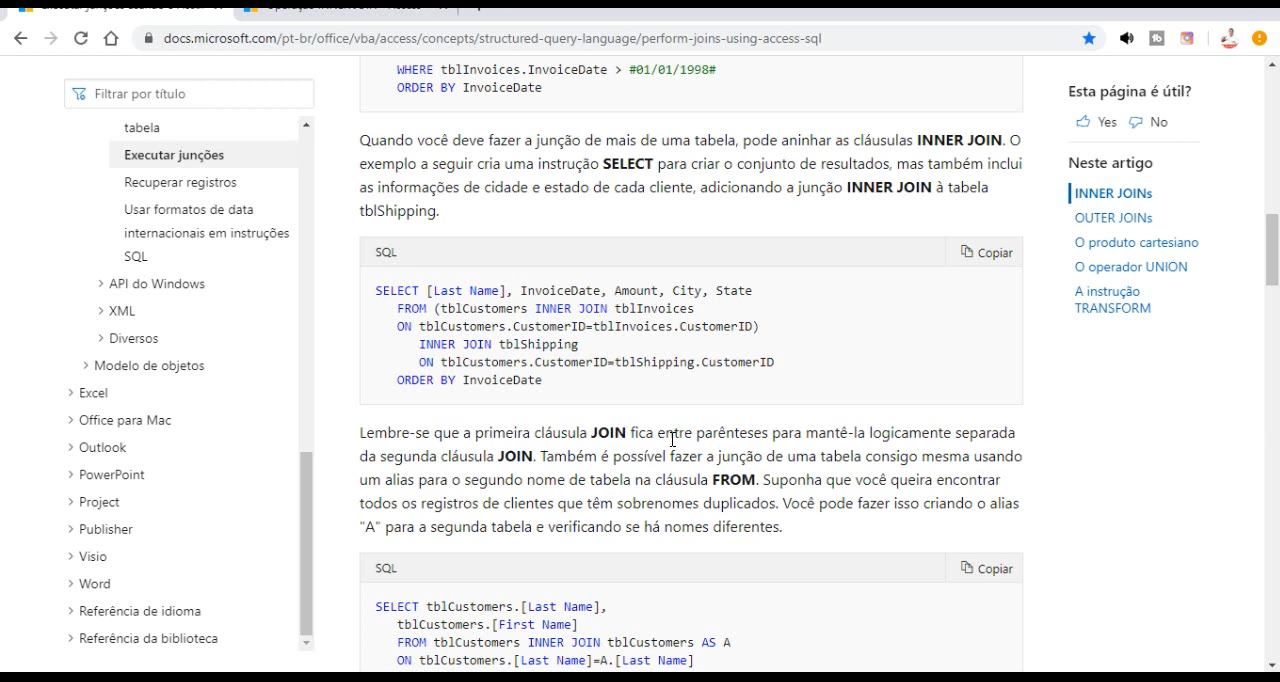 docs.microsoft.com/pt-br/office/vba/access/concepts/structured-query-language/perform-joins-using-access-sql
Filtrar por título
tabela
Executar junções
Recuperar registros
Usar formatos de data
internacionais em instruções
SQL
API do Windows
XML
Diversos
Modelo de objetos
Excel
Office para Mac
Outlook
PowerPoint
Project
Publisher
Visio
Word
Referência de idioma
Referência da biblioteca
WHERE tblInvoices.InvoiceDate > #01/01/1998#
ORDER BY InvoiceDate
Quando você deve fazer a junção de mais de uma tabela, pode aninhar as cláusulas INNER JOIN. O
exemplo a seguir cria uma instrução SELECT para criar o conjunto de resultados, mas também inclui
as informações de cidade e estado de cada cliente, adicionando a junção INNER JOIN à tabela
tblShipping.
SQL
Copiar
SELECT [Last Name], InvoiceDate, Amount, City, State
FROM (tblCustomers INNER JOIN tblInvoices
ON tblCustomers.CustomerID=tblInvoices.CustomerID)
INNER JOIN tblShipping
ON tblCustomers.CustomerID=tblShipping.CustomerID
ORDER BY InvoiceDate
Lembre-se que a primeira cláusula JOIN fica entre parênteses para mantê-la logicamente separada
da segunda cláusula JOIN. Também é possível fazer a junção de uma tabela consigo mesma usando
um alias para o segundo nome de tabela na cláusula FROM. Suponha que você queira encontrar
todos os registros de clientes que têm sobrenomes duplicados. Você pode fazer isso criando o alias
"A" para a segunda tabela e verificando se há nomes diferentes.
SQL
Copiar
SELECT tblCustomers.[Last Name],
tblCustomers.[First Name]
FROM tblCustomers INNER JOIN tblCustomers AS A
ON tblCustomers.[Last Name]=A.[Last Name]
Esta página é útil?
Yes No
Neste artigo
INNER JOINs
OUTER JOINs
O produto cartesiano
O operador UNION
A instrução
TRANSFORM